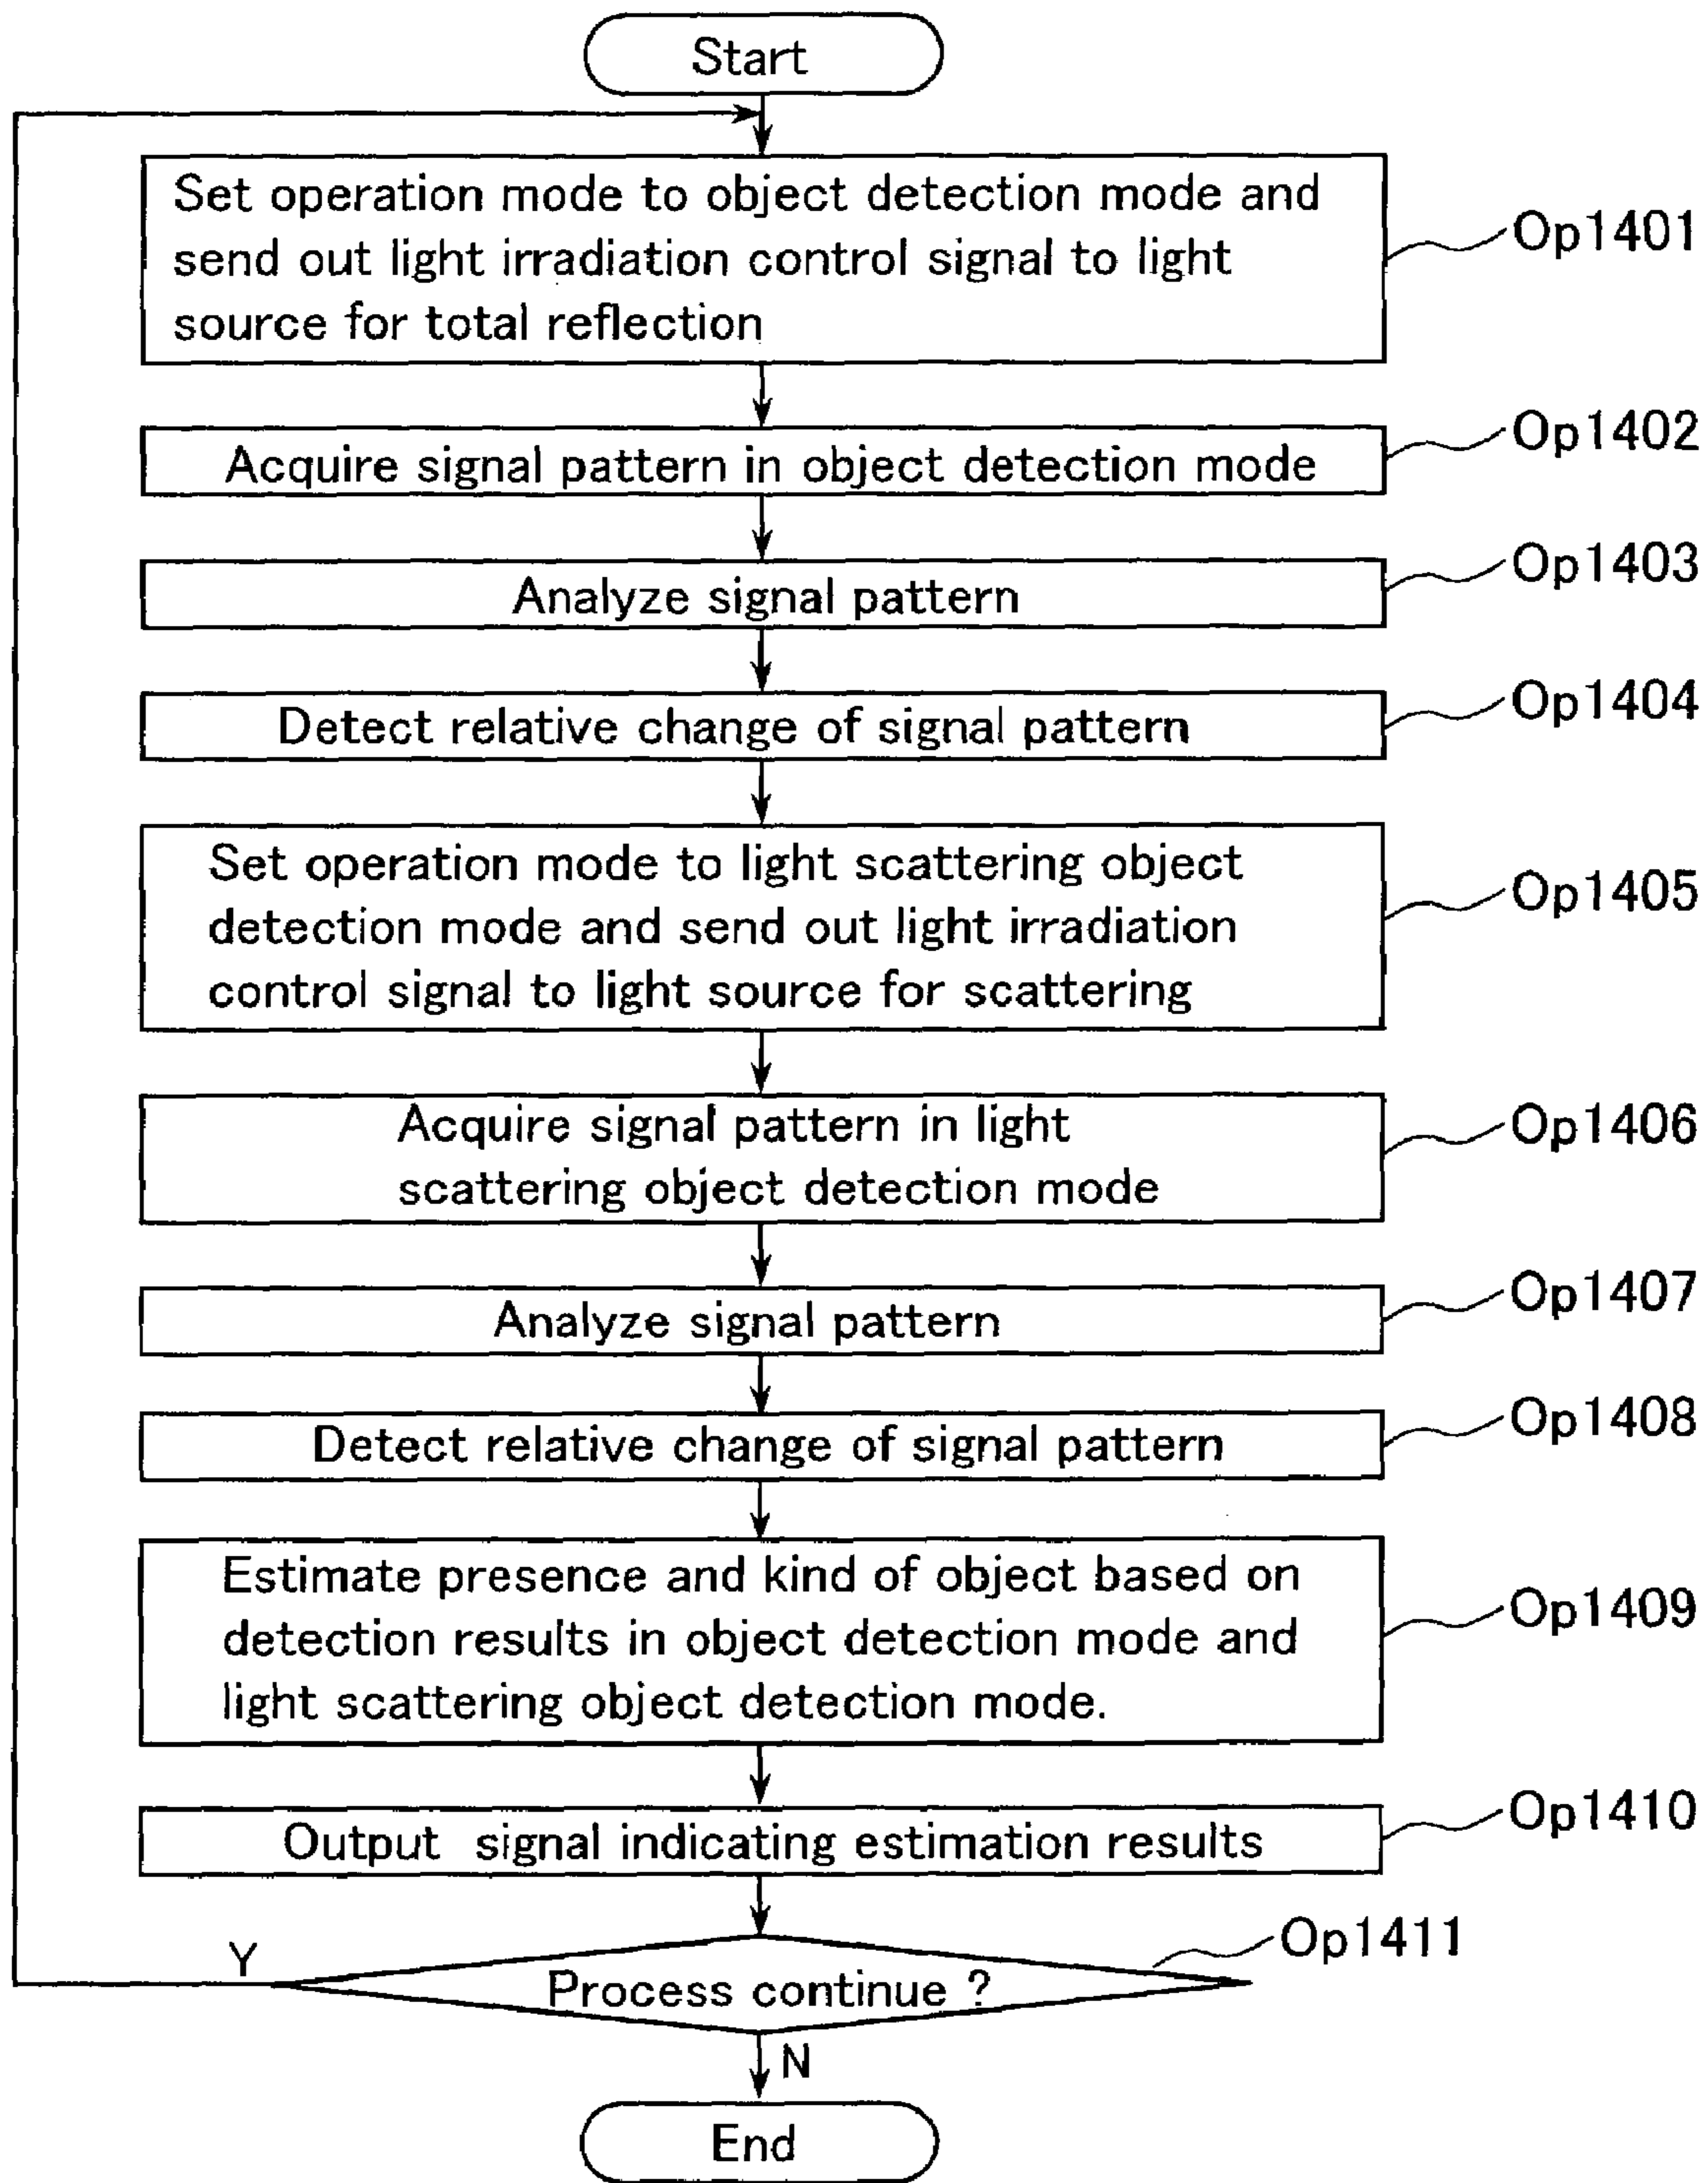 Start
Set operation mode to object detection mode and
send out light irradiation control signal to light
source for total reflection
Op1401
Acquire signal pattern in object detection mode
Op1402
Analyze signal pattern
Op1403
Detect relative change of signal pattern
Op1404
Set operation mode to light scattering object
detection mode and send out light irradiation
control signal to light source for scattering
Op1405
Acquire signal pattern in light
scattering object detection mode
Op1406
Analyze signal pattern
Op1407
Detect relative change of signal pattern
Op1408
Estimate presence and kind of object based on
detection results in object detection mode and
light scattering object detection mode.
Op1409
Output signal indicating estimation results
Op1410
Process continue ?
Op1411
Y
N
End